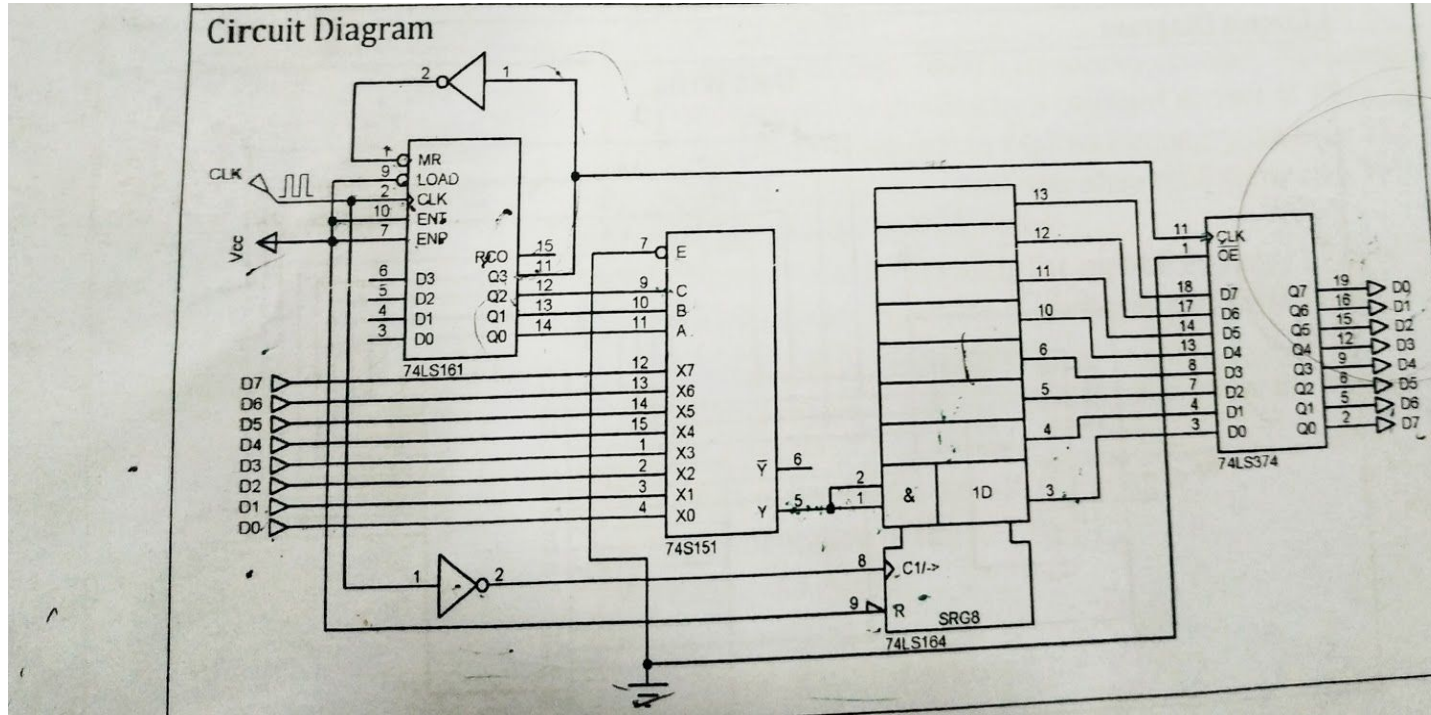 Circuit Diagram
2 1
1 MR
9 LOAD
CLK 2 CLK
10 ENT
Vcc 7 ENP
RCO 15
Q3 11
6 D3 Q2 12
5 D2 Q1 13
4 D1 Q0 14
3 D0
74LS161
7 E
9 C
10 B
11 A
D7 12 X7
D6 13 X6
D5 14 X5
D4 15 X4
D3 1 X3
D2 2 X2
D1 3 X1
D0 4 X0
Y 6
Y 5
74S151
1 2
13
12
11
10
6
5
4
2
1 & 1D 3
8 C1/->
9 R
SRG8
74LS164
11 CLK
1 OE
18 D7 Q7 19 D0
17 D6 Q6 16 D1
14 D5 Q5 15 D2
13 D4 Q4 12 D3
8 D3 Q3 9 D4
7 D2 Q2 6 D5
4 D1 Q1 5 D6
3 D0 Q0 2 D7
74LS374